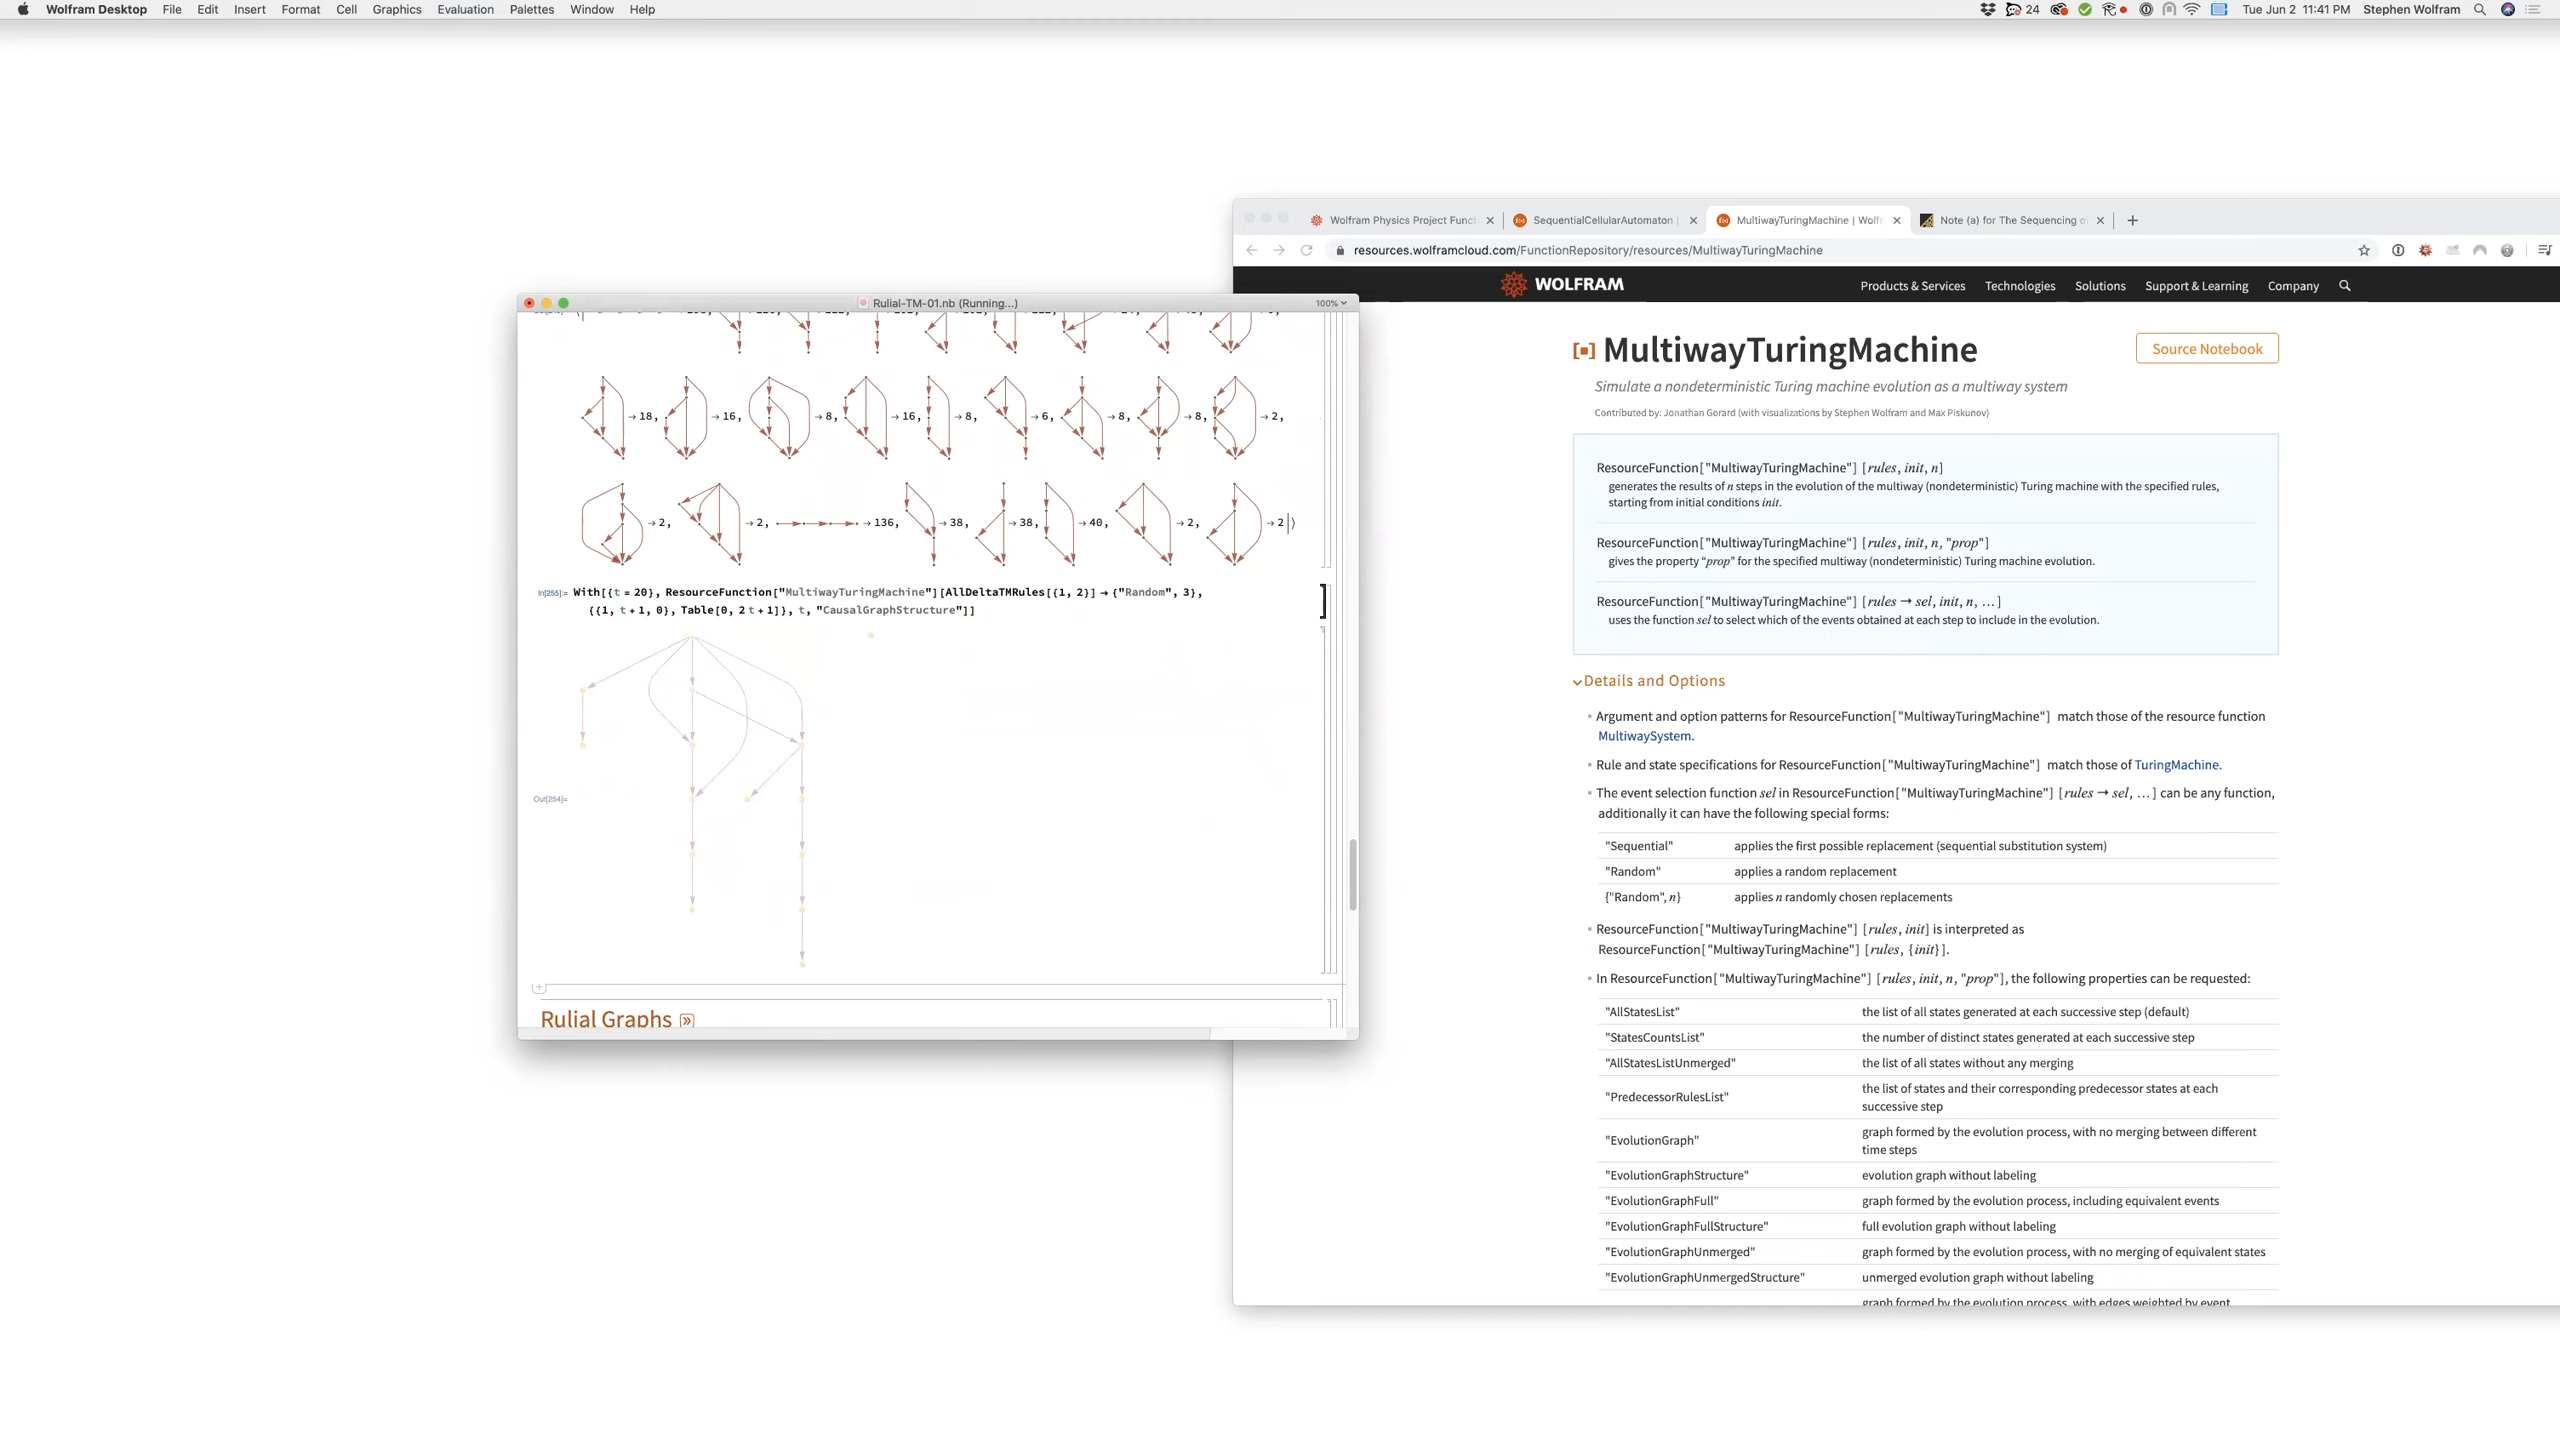 Wolfram Desktop File Edit Insert Format Cell Graphics Evaluation Palettes Window Help
24 Tue Jun 2 11:41 PM Stephen Wolfram
Rulial-TM-01.nb (Running...) 100%
→18, →16, →8, →16, →8, →6, →8, →8, →2,
→2, →2, →136, →38, →38, →40, →2, →2|⟩
In[255]:= With[{t = 20}, ResourceFunction["MultiwayTuringMachine"][AllDeltaTMRules[{1, 2}] → {"Random", 3},
{{1, t + 1, 0}, Table[0, 2 t + 1]}, t, "CausalGraphStructure"]]
Out[254]=
Rulial Graphs
Wolfram Physics Project Funct
SequentialCellularAutomaton |
MultiwayTuringMachine | Wolfr
Note (a) for The Sequencing o
resources.wolframcloud.com/FunctionRepository/resources/MultiwayTuringMachine
WOLFRAM
Products & Services Technologies Solutions Support & Learning Company
MultiwayTuringMachine
Source Notebook
Simulate a nondeterministic Turing machine evolution as a multiway system
Contributed by: Jonathan Gorard (with visualizations by Stephen Wolfram and Max Piskunov)
ResourceFunction["MultiwayTuringMachine"] [rules, init, n]
generates the results of n steps in the evolution of the multiway (nondeterministic) Turing machine with the specified rules,
starting from initial conditions init.
ResourceFunction["MultiwayTuringMachine"] [rules, init, n, "prop"]
gives the property "prop" for the specified multiway (nondeterministic) Turing machine evolution.
ResourceFunction["MultiwayTuringMachine"] [rules → sel, init, n, …]
uses the function sel to select which of the events obtained at each step to include in the evolution.
Details and Options
Argument and option patterns for ResourceFunction["MultiwayTuringMachine"] match those of the resource function
MultiwaySystem.
Rule and state specifications for ResourceFunction["MultiwayTuringMachine"] match those of TuringMachine.
The event selection function sel in ResourceFunction["MultiwayTuringMachine"] [rules → sel, …] can be any function,
additionally it can have the following special forms:
"Sequential" applies the first possible replacement (sequential substitution system)
"Random" applies a random replacement
{"Random", n} applies n randomly chosen replacements
ResourceFunction["MultiwayTuringMachine"] [rules, init] is interpreted as
ResourceFunction["MultiwayTuringMachine"] [rules, {init}].
In ResourceFunction["MultiwayTuringMachine"] [rules, init, n, "prop"], the following properties can be requested:
"AllStatesList" the list of all states generated at each successive step (default)
"StatesCountsList" the number of distinct states generated at each successive step
"AllStatesListUnmerged" the list of all states without any merging
"PredecessorRulesList" the list of states and their corresponding predecessor states at each
successive step
"EvolutionGraph" graph formed by the evolution process, with no merging between different
time steps
"EvolutionGraphStructure" evolution graph without labeling
"EvolutionGraphFull" graph formed by the evolution process, including equivalent events
"EvolutionGraphFullStructure" full evolution graph without labeling
"EvolutionGraphUnmerged" graph formed by the evolution process, with no merging of equivalent states
"EvolutionGraphUnmergedStructure" unmerged evolution graph without labeling
graph formed by the evolution process, with edges weighted by event